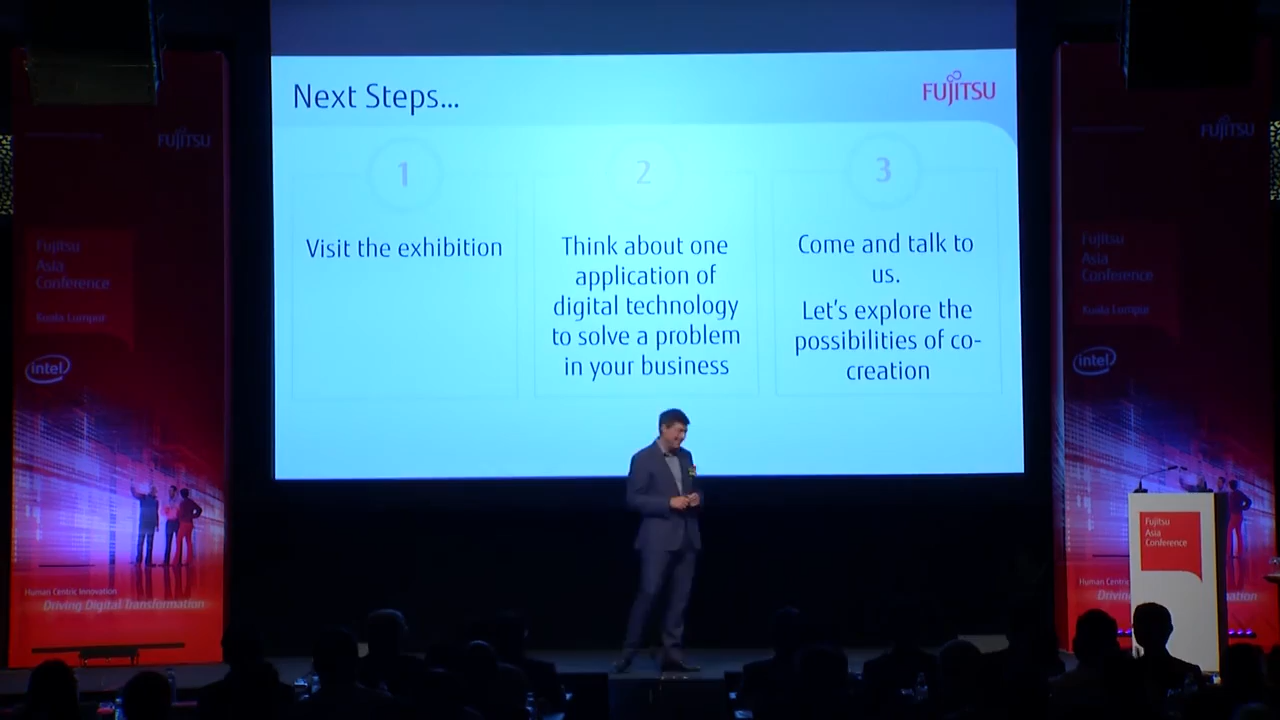 Next Steps...
FUJITSU
1
Visit the exhibition
2
Think about one
application of
digital technology
to solve a problem
in your business
3
Come and talk to
us.
Let's explore the
possibilities of co-
creation
FUJITSU
Fujitsu
Asia
Conference
Kuala Lumpur
intel
Human Centric Innovation
Driving Digital Transformation
FUJITSU
Fujitsu
Asia
Conference
Kuala Lumpur
intel
Human Centric
Fujitsu
Asia
Conference